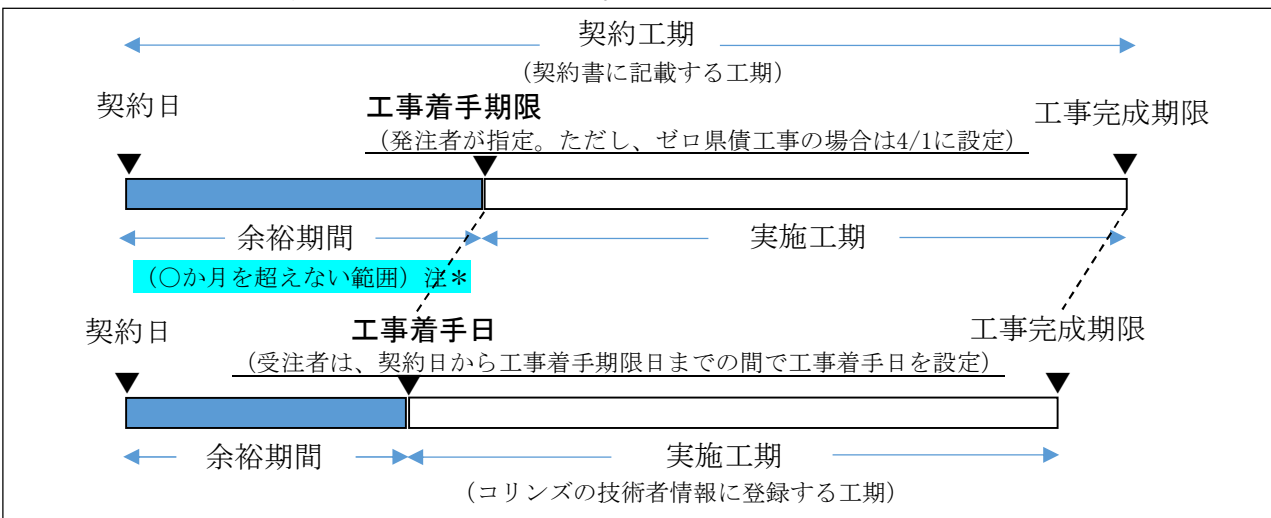 契約工期
（契約書に記載する工期）
契約日 工事着手期限 工事完成期限
（発注者が指定。ただし、ゼロ県債工事の場合は4/1に設定）
余裕期間 実施工期
（○か月を超えない範囲）注＊
契約日 工事着手日 工事完成期限
（受注者は、契約日から工事着手期限日までの間で工事着手日を設定）
余裕期間 実施工期
（コリンズの技術者情報に登録する工期）